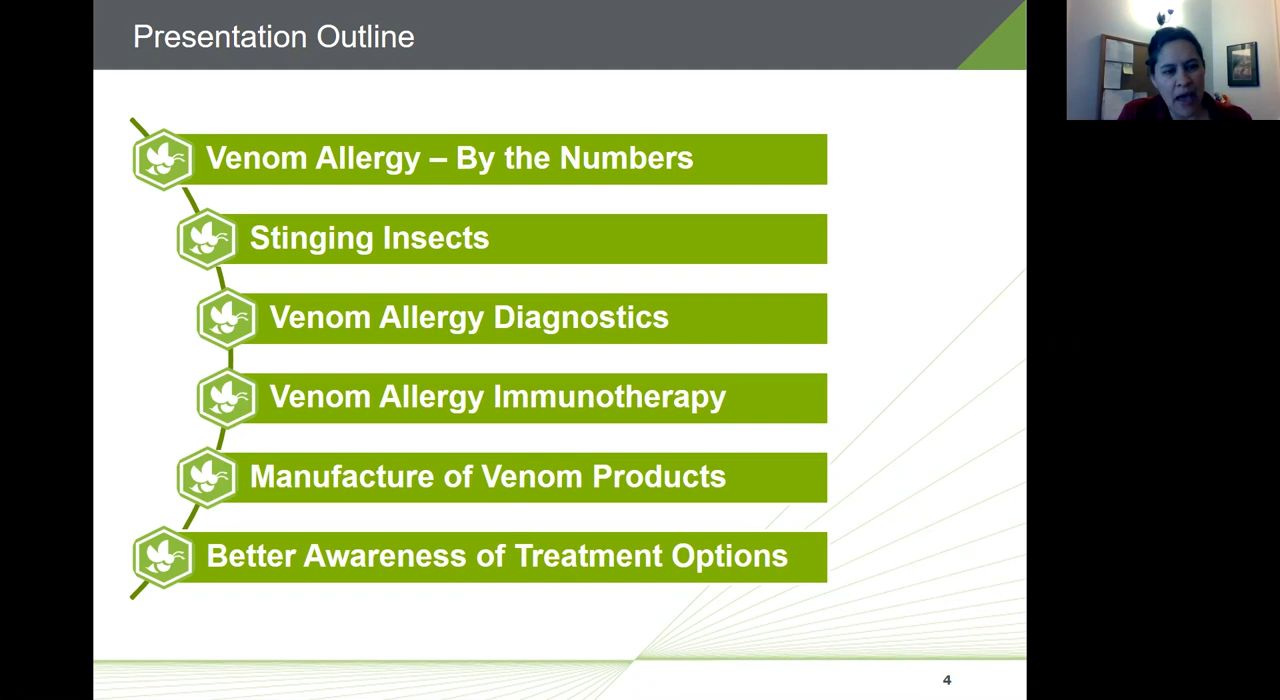 Presentation Outline
Venom Allergy – By the Numbers
Stinging Insects
Venom Allergy Diagnostics
Venom Allergy Immunotherapy
Manufacture of Venom Products
Better Awareness of Treatment Options
4